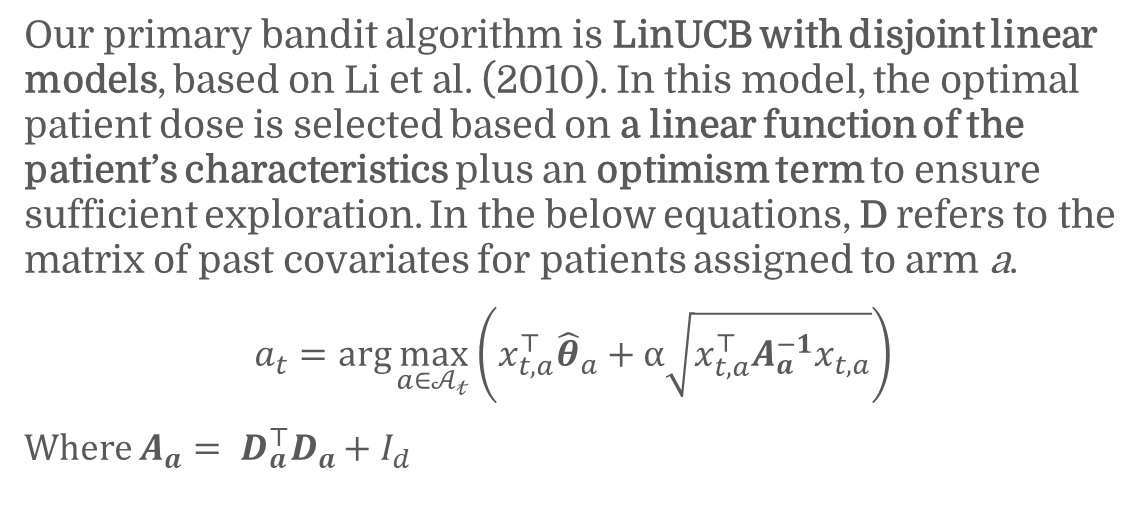 Our primary bandit algorithm is LinUCB with disjoint linear
models, based on Li et al. (2010). In this model, the optimal
patient dose is selected based on a linear function of the
patient’s characteristics plus an optimism term to ensure
sufficient exploration. In the below equations, D refers to the
matrix of past covariates for patients assigned to arm a.
a_t = arg max_{a∈𝒜_t} ( x_{t,a}^⊤ θ̂_a + α √(x_{t,a}^⊤ A_a^{-1} x_{t,a}) )
Where A_a = D_a^⊤ D_a + I_d